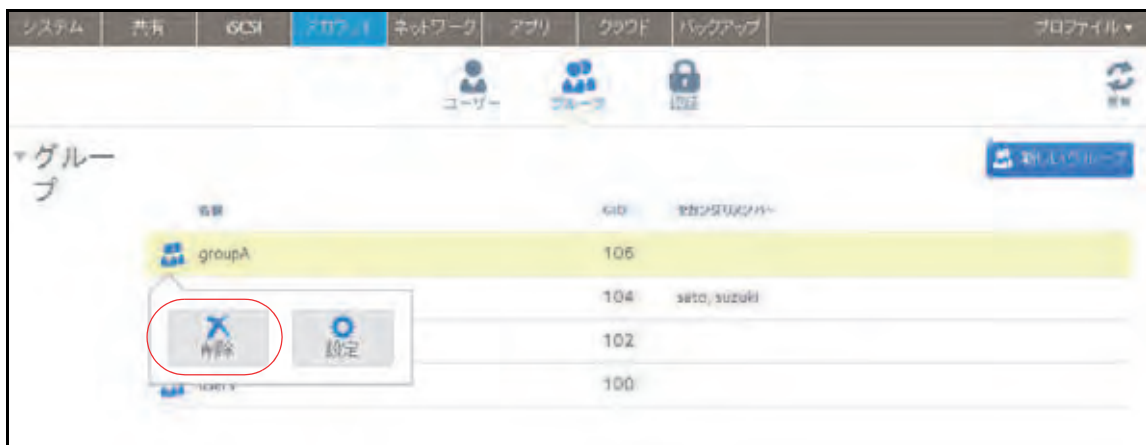 システム 共有 iSCSI アカウント ネットワーク アプリ クラウド バックアップ プロファイル
ユーザー グループ 認証 更新
グルー
プ
新しいグループ
名前 GID セカンダリメンバー
groupA 106
104 sato, suzuki
削除 設定
102
users 100